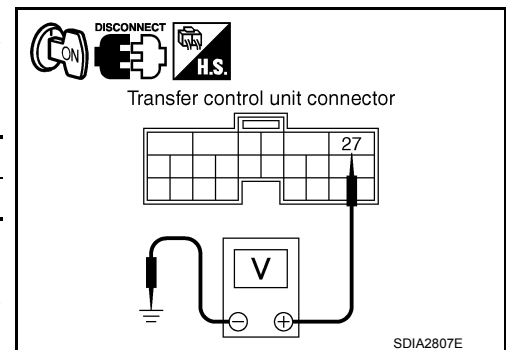 ON
DISCONNECT
H.S.
Transfer control unit connector
27
V
− +
SDIA2807E